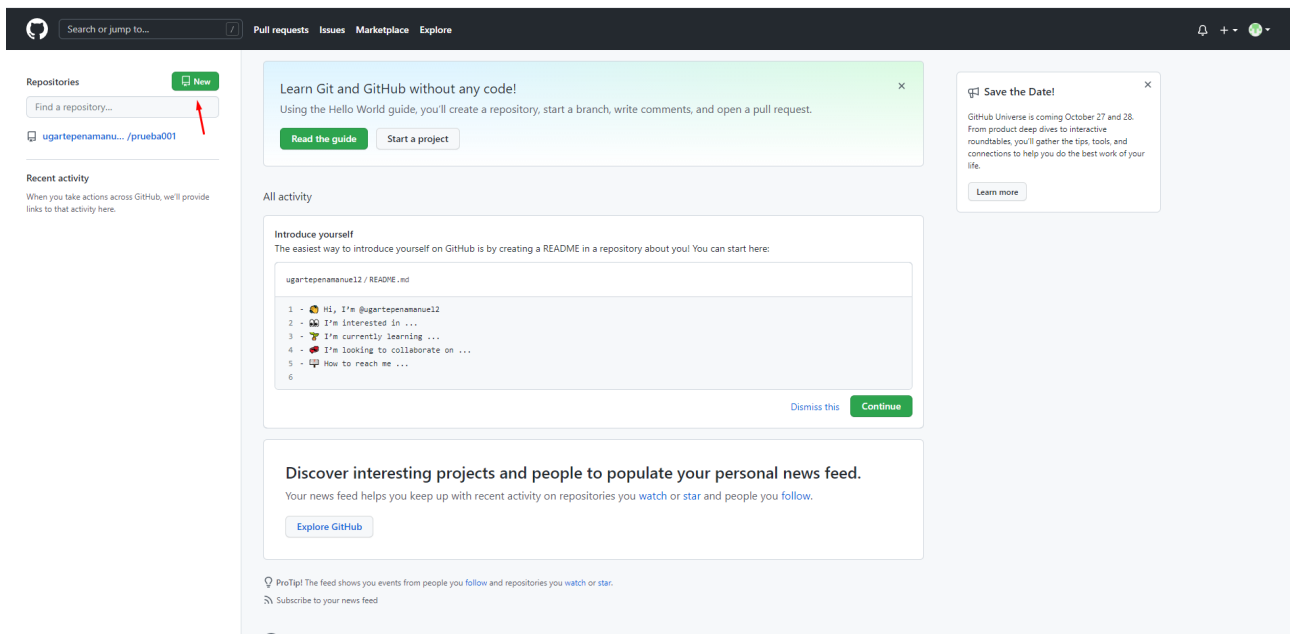 Search or jump to... /
Pull requests Issues Marketplace Explore
Repositories
New
Find a repository...
ugartepenamanu... /prueba001
Recent activity
When you take actions across GitHub, we'll provide
links to that activity here.
Learn Git and GitHub without any code!
Using the Hello World guide, you'll create a repository, start a branch, write comments, and open a pull request.
Read the guide Start a project
All activity
Introduce yourself
The easiest way to introduce yourself on GitHub is by creating a README in a repository about you! You can start here:
ugartepenamanuel2 / README.md
1 - 👋 Hi, I'm @ugartepenamanuel2
2 - 👀 I'm interested in ...
3 - 🌱 I'm currently learning ...
4 - 💞️ I'm looking to collaborate on ...
5 - 📫 How to reach me ...
6
Dismiss this Continue
Discover interesting projects and people to populate your personal news feed.
Your news feed helps you keep up with recent activity on repositories you watch or star and people you follow.
Explore GitHub
ProTip! The feed shows you events from people you follow and repositories you watch or star.
Subscribe to your news feed
Save the Date!
GitHub Universe is coming October 27 and 28.
From product deep dives to interactive
roundtables, you'll gather the tips, tools, and
connections to help you do the best work of your
life.
Learn more